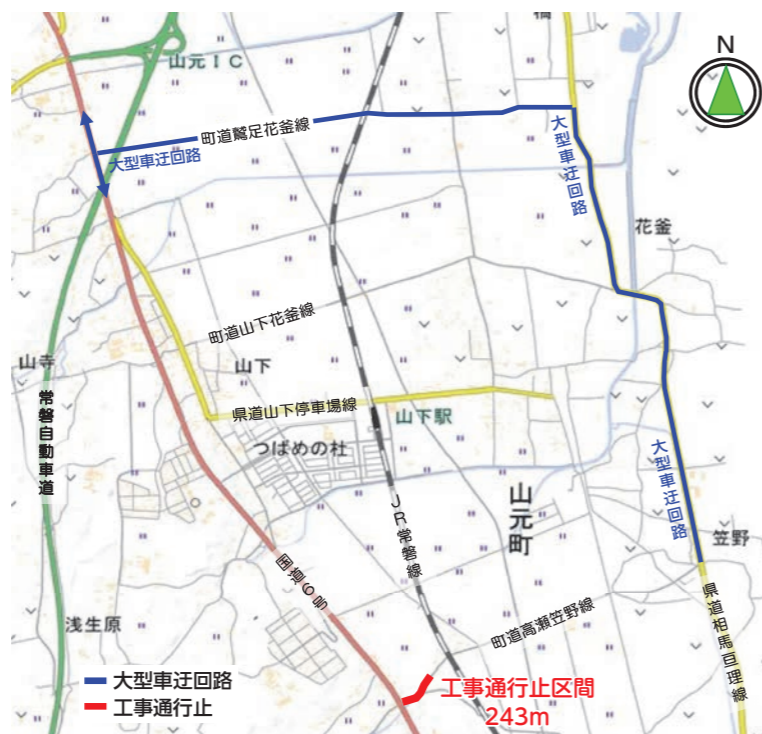 橋
N
山元IC
町道鷲足花釜線
大型車迂回路
大型車迂回路
花釜
町道山下花釜線
山寺
山下
常磐自動車道
県道山下停車場線
山下駅
つばめの杜
大型車迂回路
JR常磐線
山元町
笠野
国道6号
浅生原
町道高瀬笠野線
県道相馬亘理線
大型車迂回路
工事通行止
工事通行止区間
243m